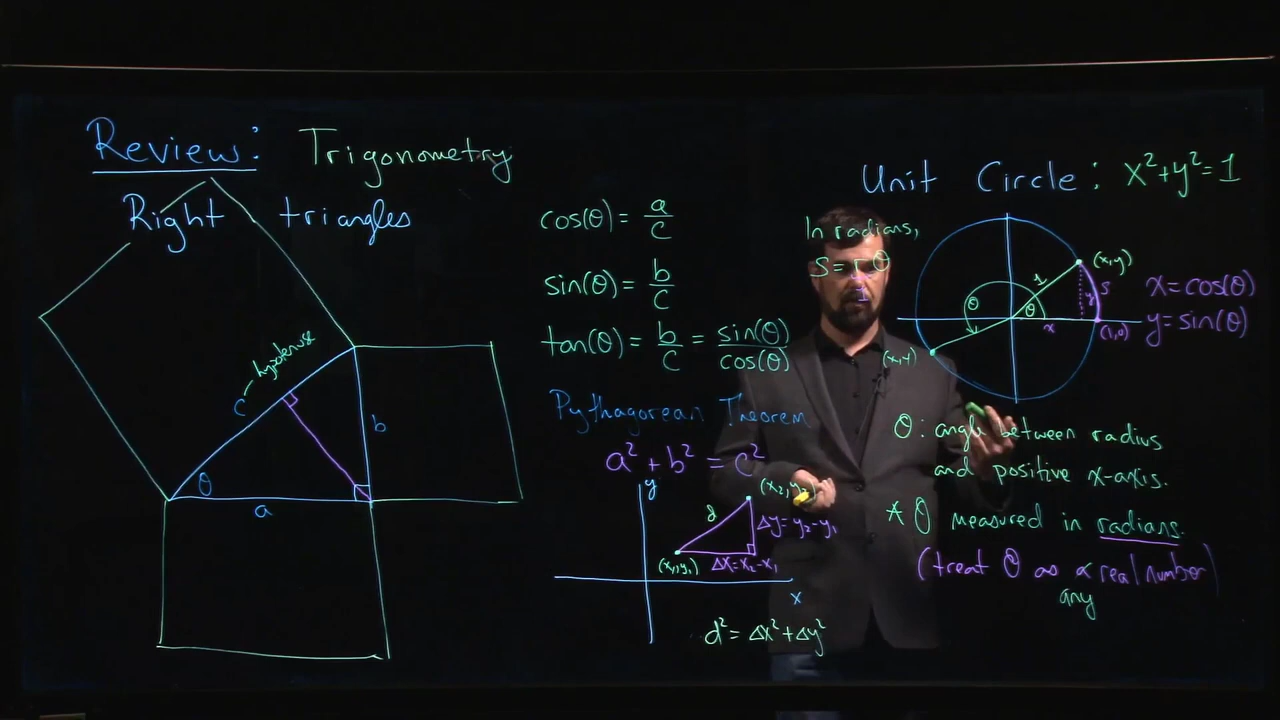 Review: Trigonometry
Right triangles
C hypotenuse
b
θ
a
cos(θ) = a/c
sin(θ) = b/c
tan(θ) = b/c = sin(θ)/cos(θ)
Pythagorean Theorem
a² + b² = c²
y
(x₂, y₂)
d
Δy = y₂ - y₁
(x₁, y₁)
Δx = x₂ - x₁
x
d² = Δx² + Δy²
Unit Circle: x² + y² = 1
In radians,
S = r θ
1
(x, y)
1
θ
θ
y
S
x
(1,0)
(x, y)
x = cos(θ)
y = sin(θ)
θ: angle between radius
and positive x-axis.
* θ measured in radians.
(treat θ as a real number)
any